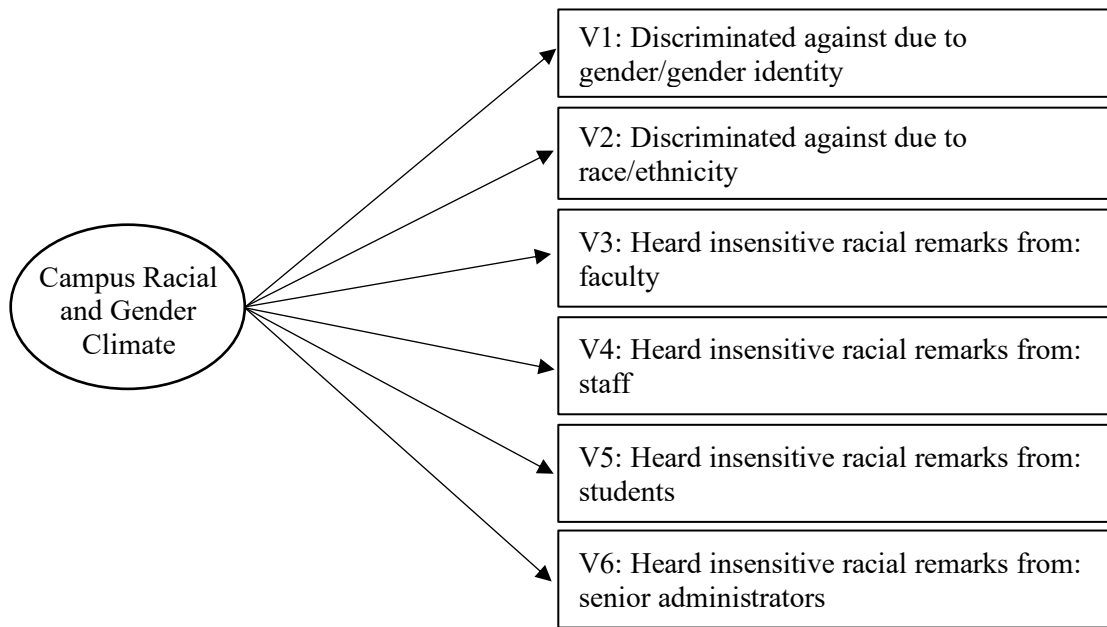 Campus Racial
and Gender
Climate
V1: Discriminated against due to
gender/gender identity
V2: Discriminated against due to
race/ethnicity
V3: Heard insensitive racial remarks from:
faculty
V4: Heard insensitive racial remarks from:
staff
V5: Heard insensitive racial remarks from:
students
V6: Heard insensitive racial remarks from:
senior administrators